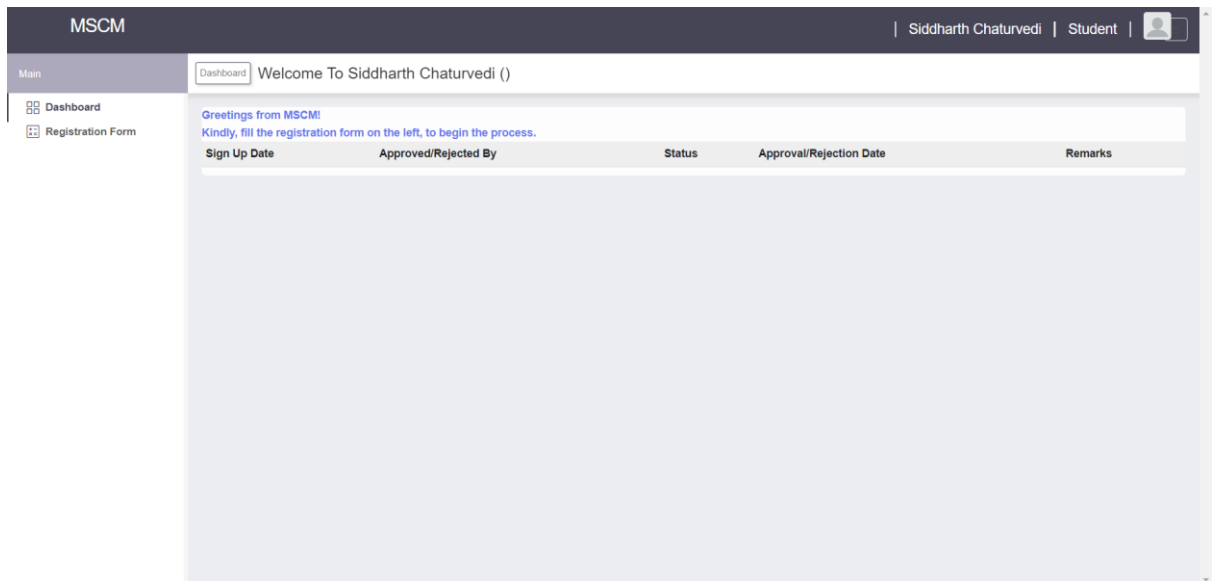 MSCM
| Siddharth Chaturvedi | Student |
Main
Dashboard
Registration Form
Dashboard Welcome To Siddharth Chaturvedi ()
Greetings from MSCM!
Kindly, fill the registration form on the left, to begin the process.
Sign Up Date Approved/Rejected By Status Approval/Rejection Date Remarks